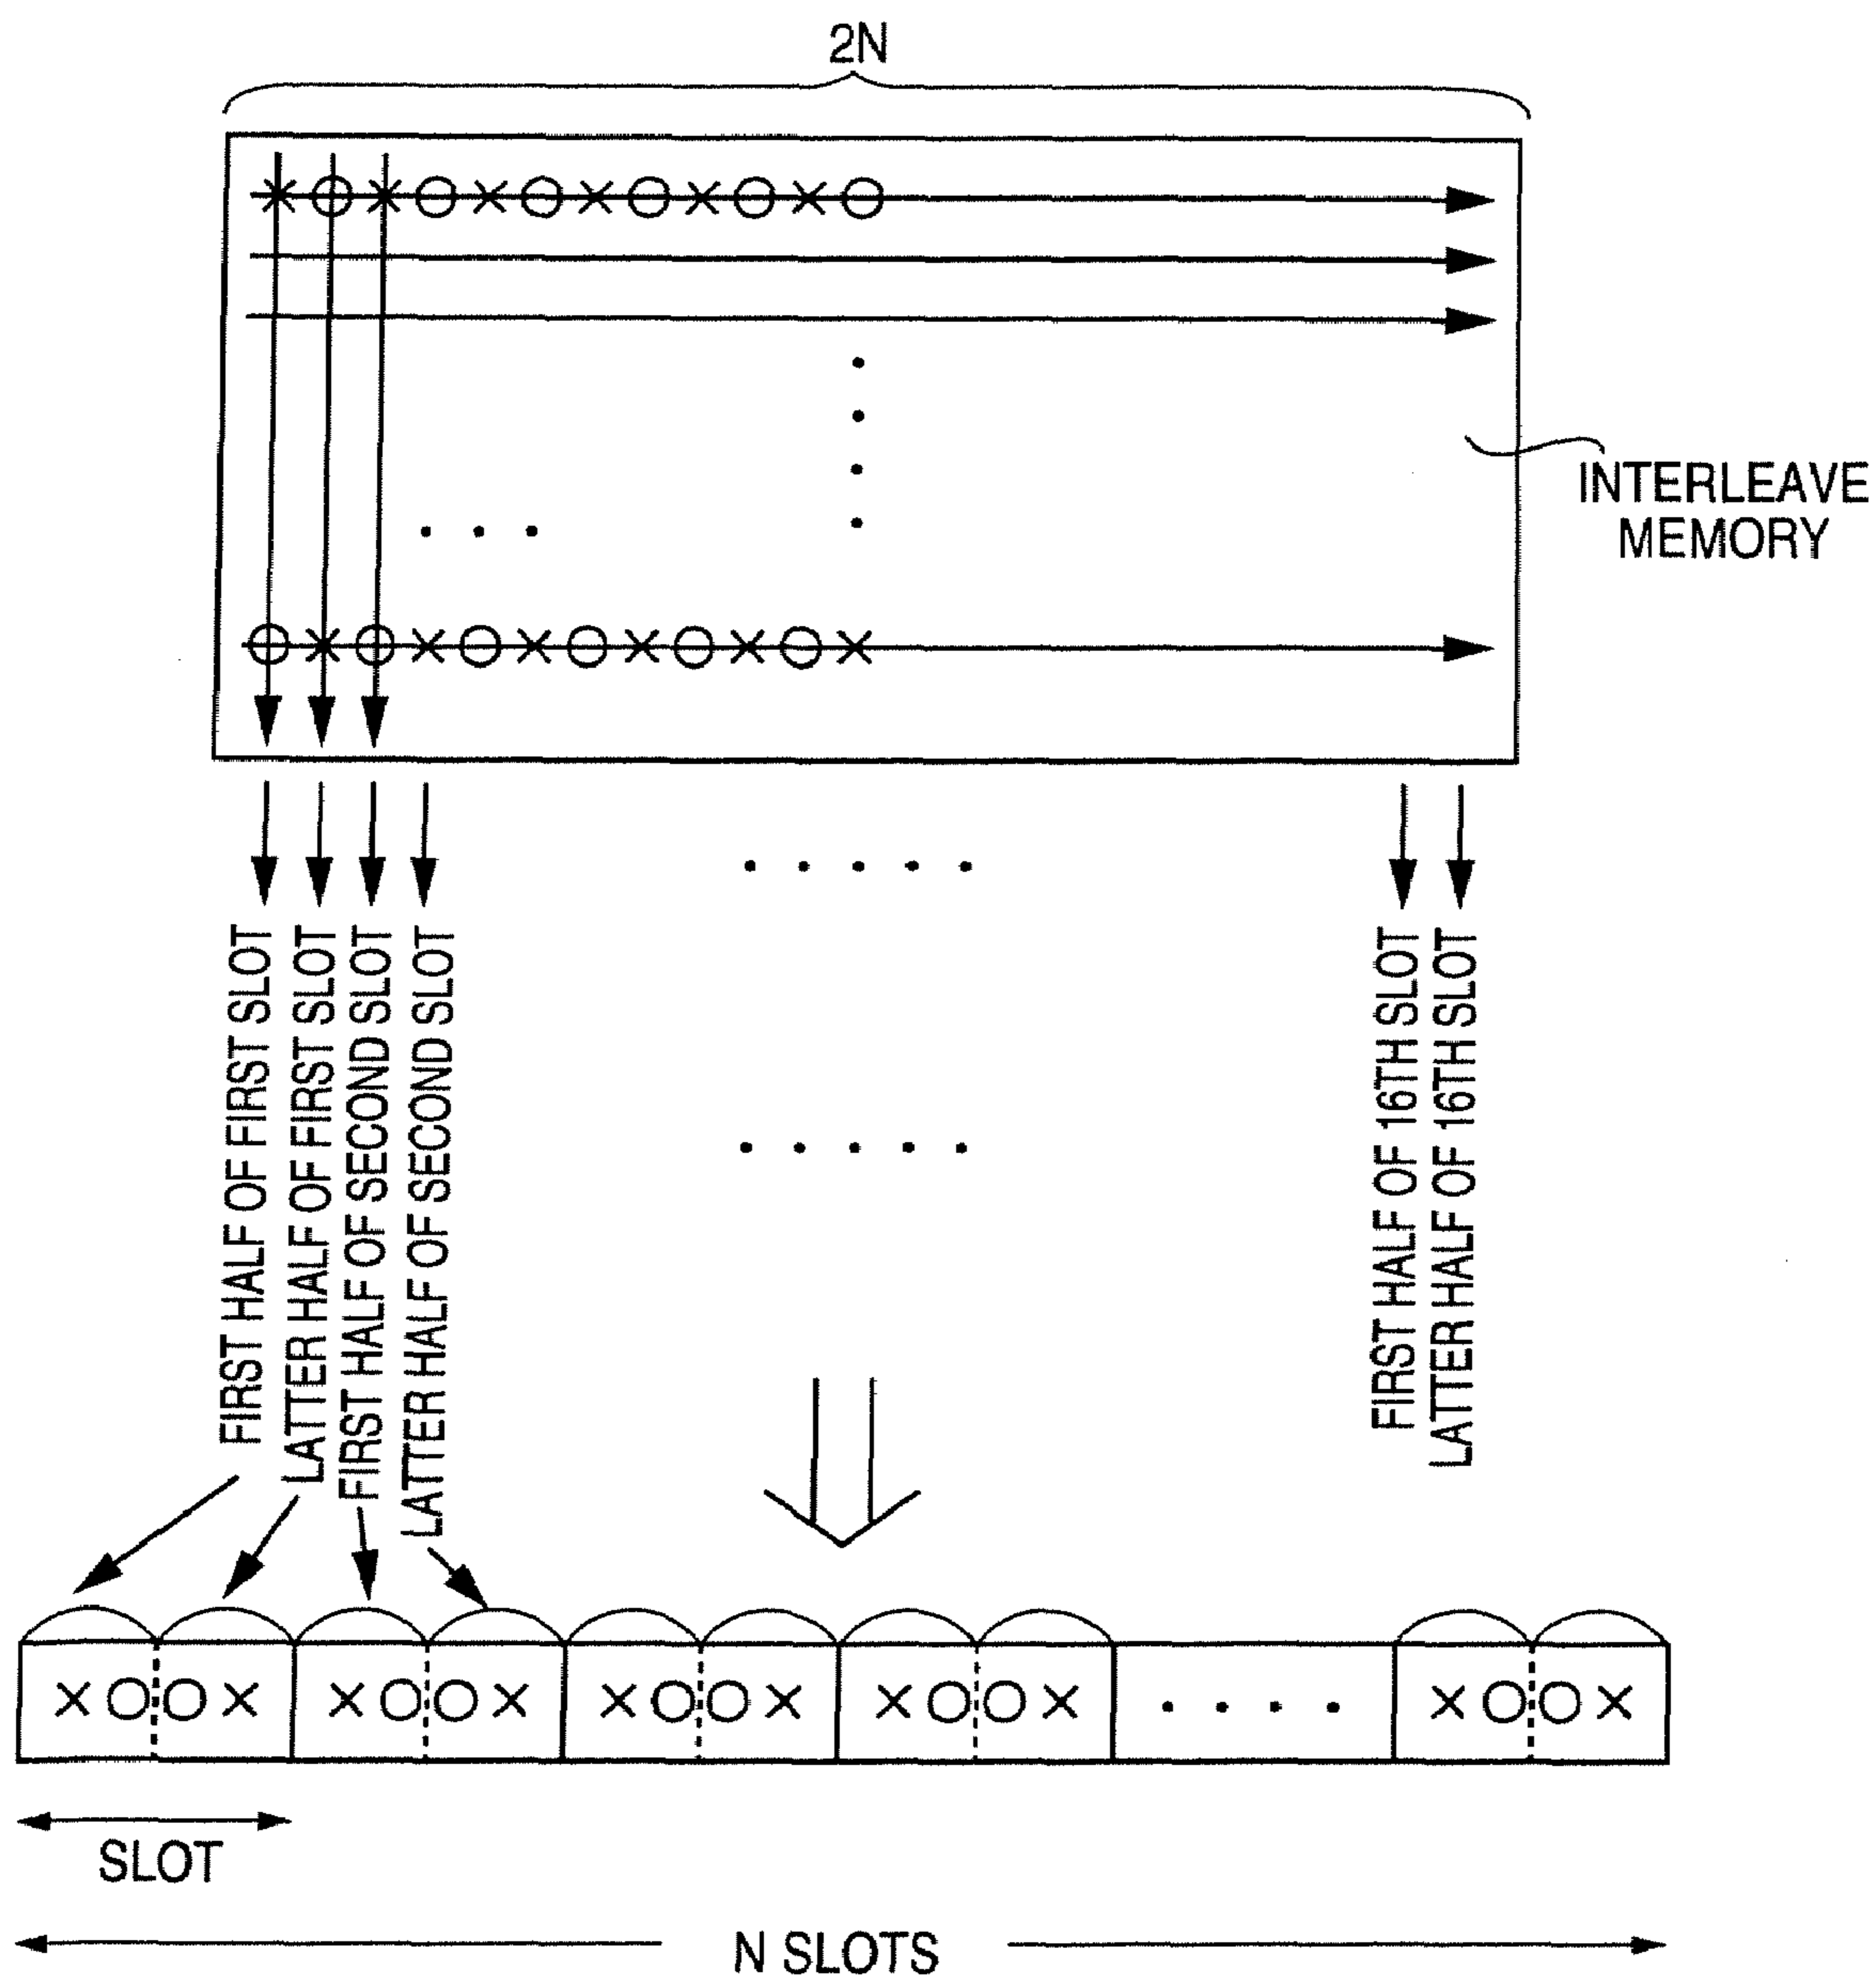 2N
INTERLEAVE
MEMORY
FIRST HALF OF FIRST SLOT
LATTER HALF OF FIRST SLOT
FIRST HALF OF SECOND SLOT
LATTER HALF OF SECOND SLOT
FIRST HALF OF 16TH SLOT
LATTER HALF OF 16TH SLOT
SLOT
N SLOTS